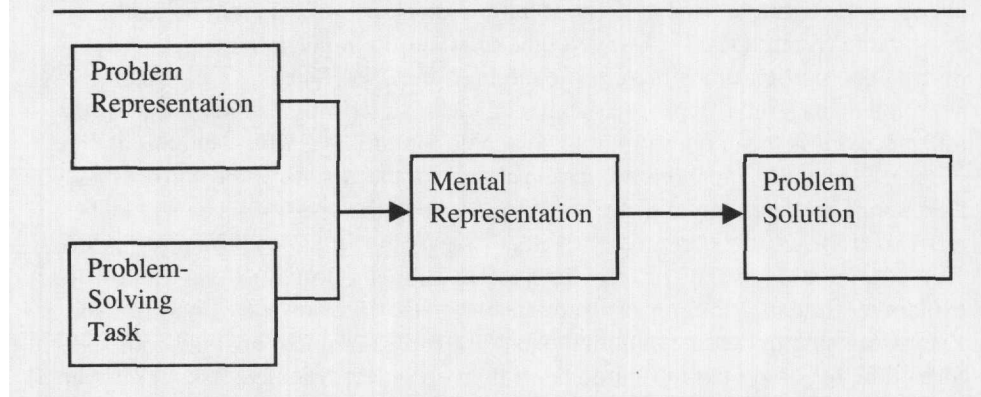 Problem
Representation
Mental
Representation
Problem
Solution
Problem-
Solving
Task